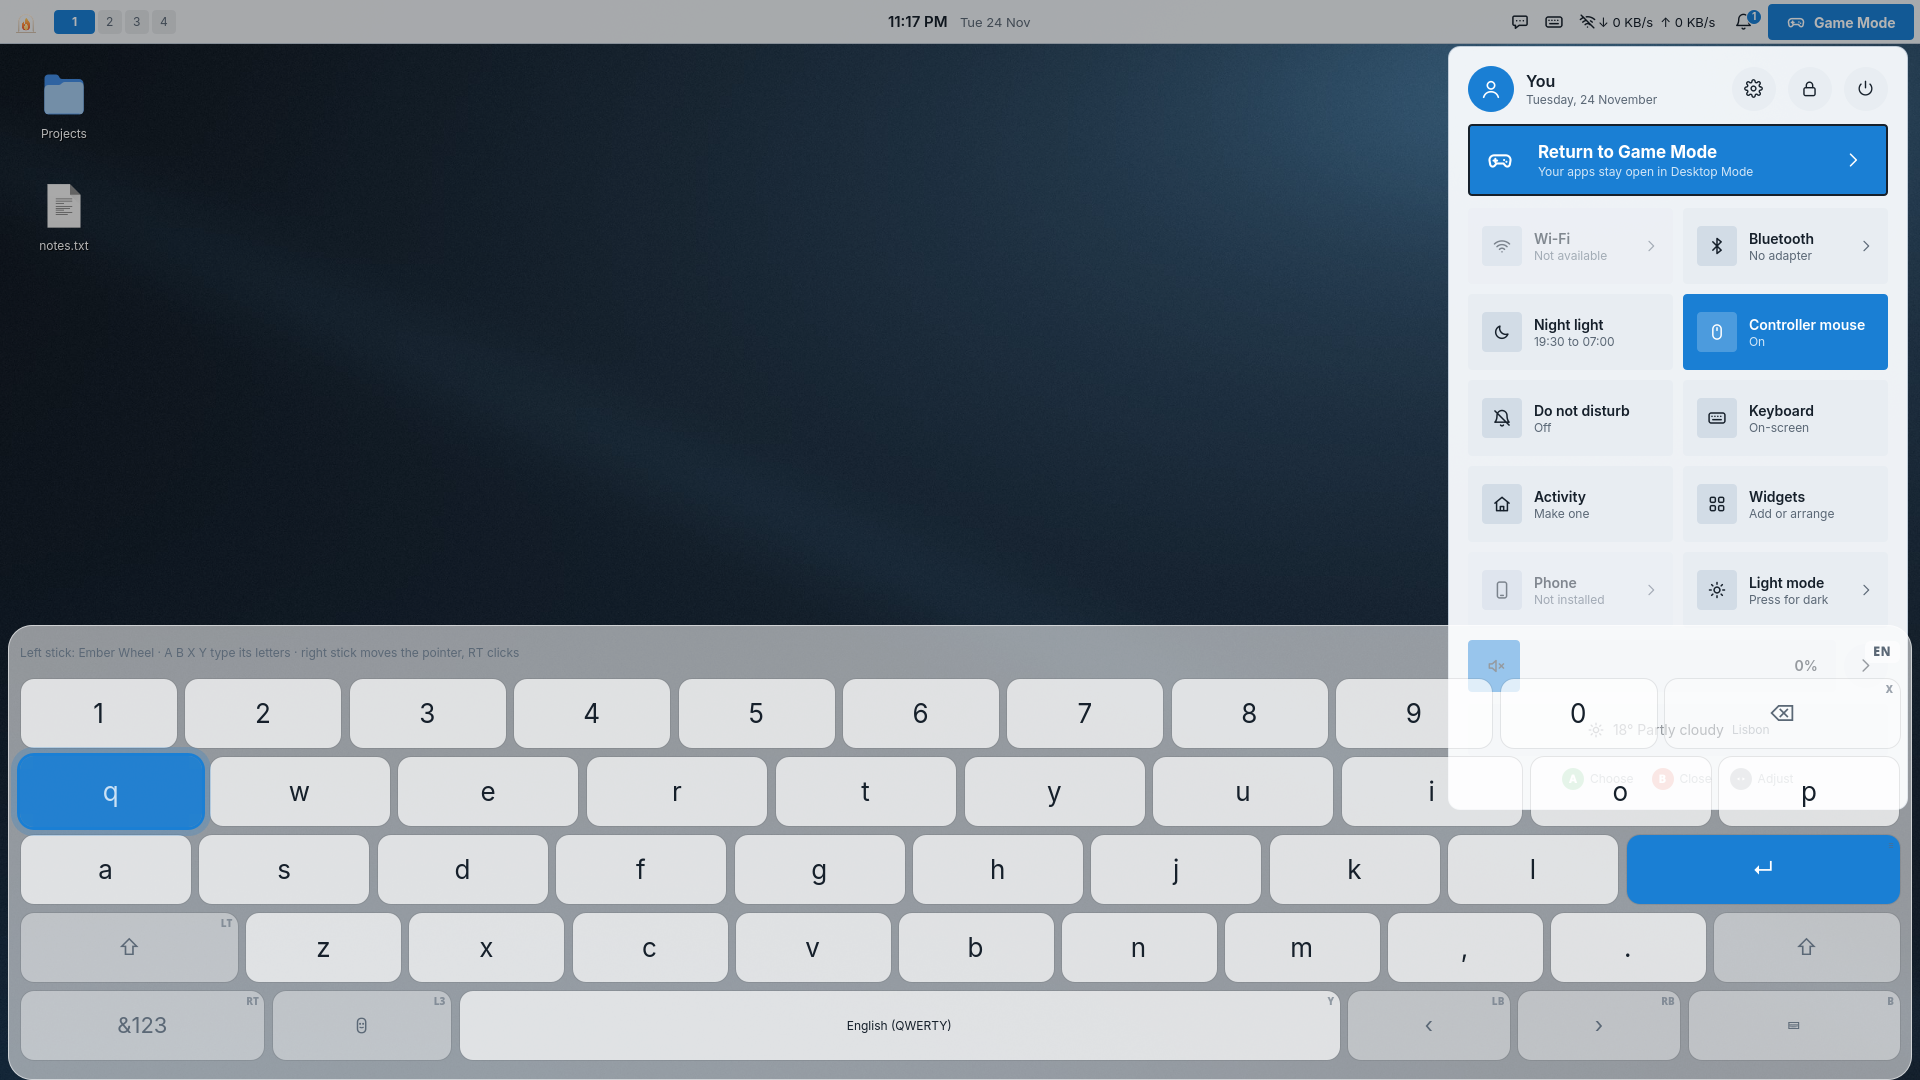 1 2 3 4
11:17 PM Tue 24 Nov
↓ 0 KB/s ↑ 0 KB/s
1
Game Mode
Projects
notes.txt
You
Tuesday, 24 November
Return to Game Mode
Your apps stay open in Desktop Mode
Wi-Fi
Not available
Bluetooth
No adapter
Night light
19:30 to 07:00
Controller mouse
On
Do not disturb
Off
Keyboard
On-screen
Activity
Make one
Widgets
Add or arrange
Phone
Not installed
Light mode
Press for dark
0%
18° Partly cloudy Lisbon
A Choose B Close Adjust
Left stick: Ember Wheel · A B X Y type its letters · right stick moves the pointer, RT clicks
EN
1 2 3 4 5 6 7 8 9 0 X
q w e r t y u i o p
a s d f g h j k l
LT z x c v b n m , .
&123 RT L3 English (QWERTY) Y ‹ LB › RB B